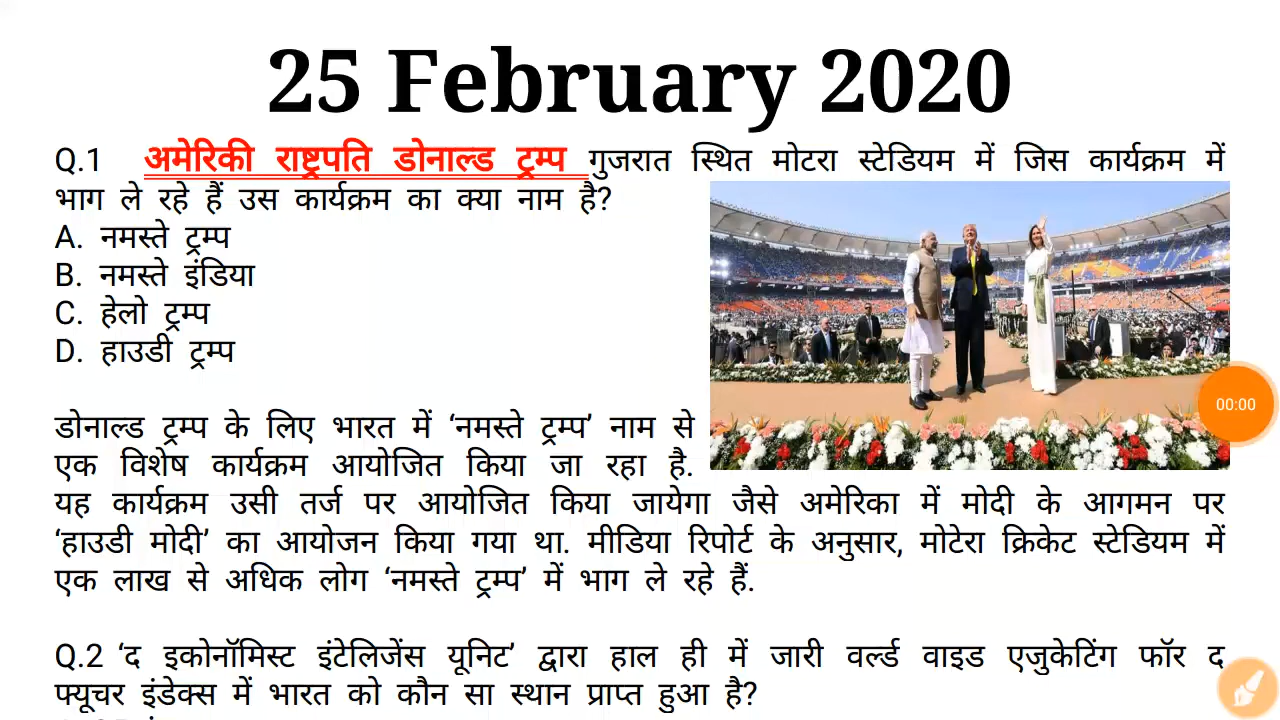 25 February 2020
Q.1 अमेरिकी राष्ट्रपति डोनाल्ड ट्रम्प गुजरात स्थित मोटरा स्टेडियम में जिस कार्यक्रम में
भाग ले रहे हैं उस कार्यक्रम का क्या नाम है?
A. नमस्ते ट्रम्प
B. नमस्ते इंडिया
C. हेलो ट्रम्प
D. हाउडी ट्रम्प
00:00
डोनाल्ड ट्रम्प के लिए भारत में ‘नमस्ते ट्रम्प’ नाम से
एक विशेष कार्यक्रम आयोजित किया जा रहा है.
यह कार्यक्रम उसी तर्ज पर आयोजित किया जायेगा जैसे अमेरिका में मोदी के आगमन पर
‘हाउडी मोदी’ का आयोजन किया गया था. मीडिया रिपोर्ट के अनुसार, मोटेरा क्रिकेट स्टेडियम में
एक लाख से अधिक लोग ‘नमस्ते ट्रम्प’ में भाग ले रहे हैं.
Q.2 ‘द इकोनॉमिस्ट इंटेलिजेंस यूनिट’ द्वारा हाल ही में जारी वर्ल्ड वाइड एजुकेटिंग फॉर द
फ्यूचर इंडेक्स में भारत को कौन सा स्थान प्राप्त हुआ है?